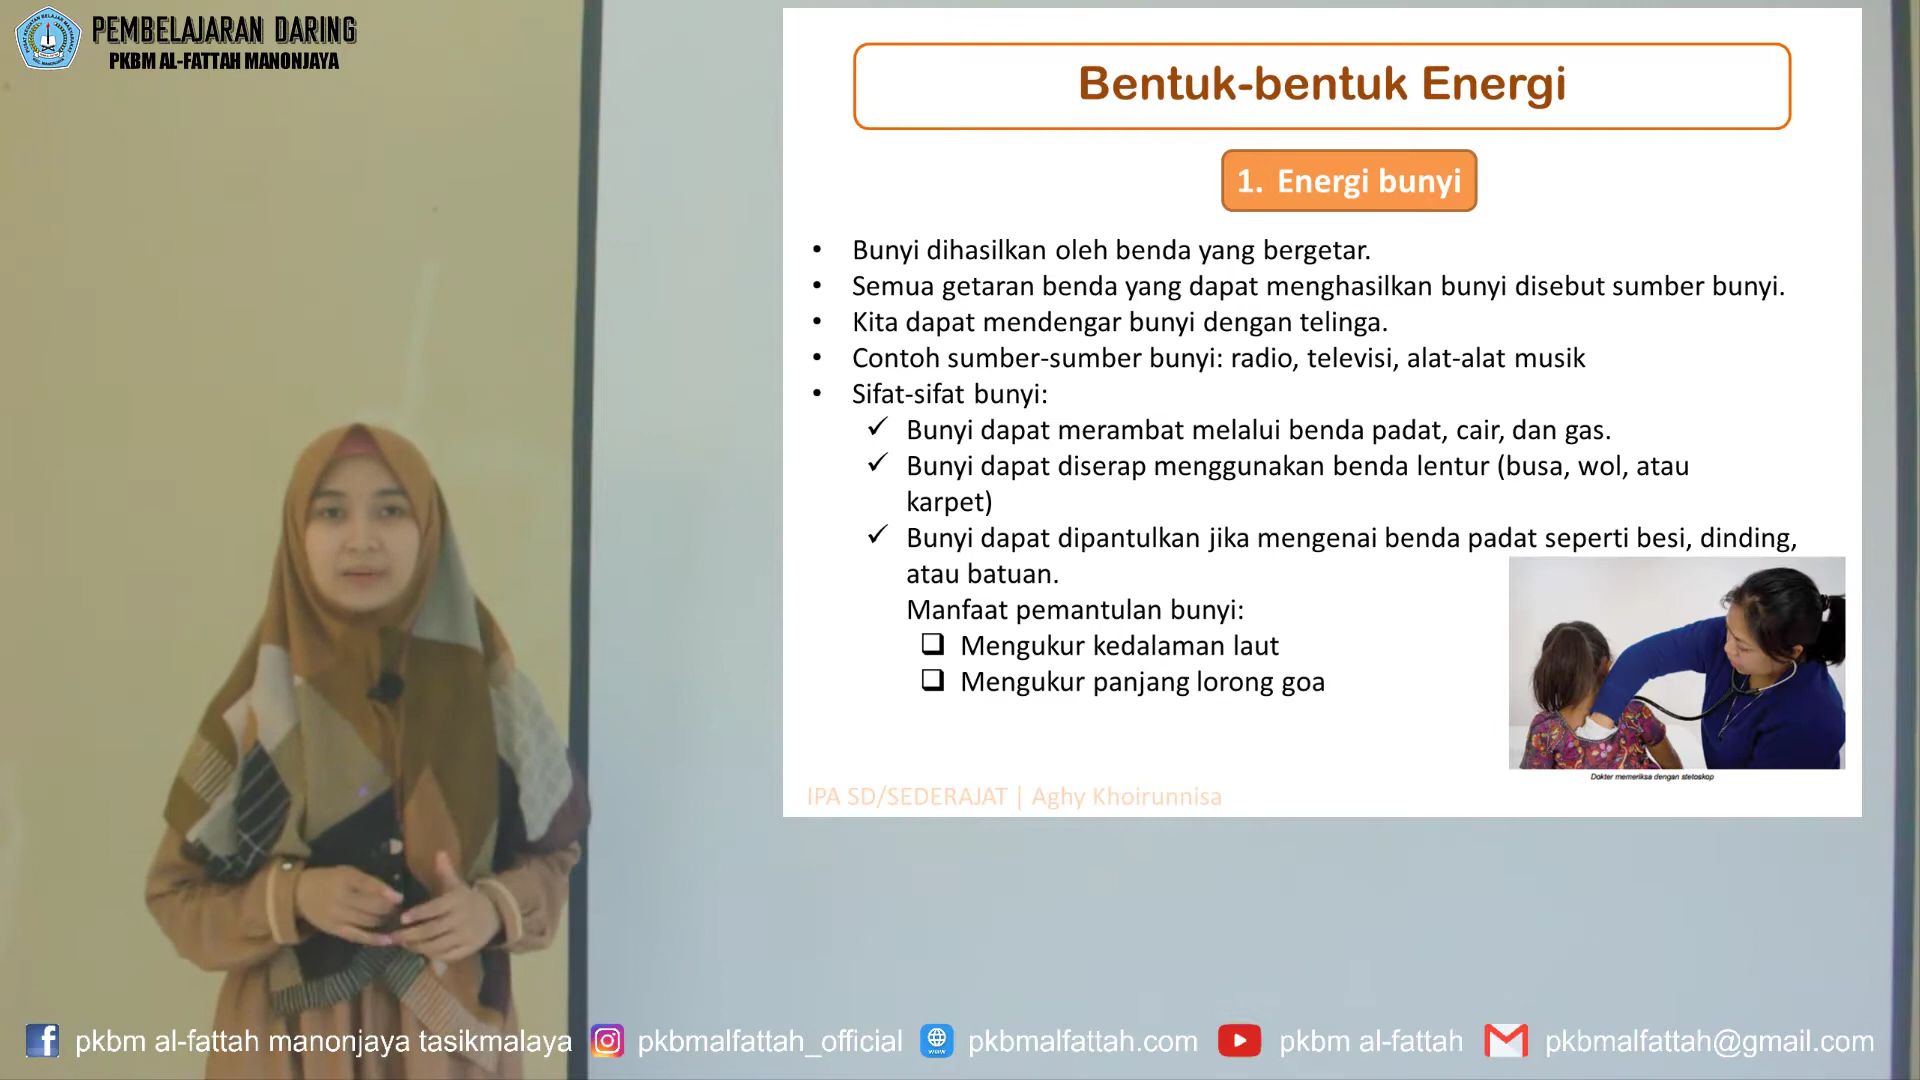 PEMBELAJARAN DARING
PKBM AL-FATTAH MANONJAYA
Bentuk-bentuk Energi
1. Energi bunyi
• Bunyi dihasilkan oleh benda yang bergetar.
• Semua getaran benda yang dapat menghasilkan bunyi disebut sumber bunyi.
• Kita dapat mendengar bunyi dengan telinga.
• Contoh sumber-sumber bunyi: radio, televisi, alat-alat musik
• Sifat-sifat bunyi:
✓ Bunyi dapat merambat melalui benda padat, cair, dan gas.
✓ Bunyi dapat diserap menggunakan benda lentur (busa, wol, atau
karpet)
✓ Bunyi dapat dipantulkan jika mengenai benda padat seperti besi, dinding,
atau batuan.
Manfaat pemantulan bunyi:
❑ Mengukur kedalaman laut
❑ Mengukur panjang lorong goa
Dokter memeriksa dengan stetoskop
IPA SD/SEDERAJAT | Aghy Khoirunnisa
pkbm al-fattah manonjaya tasikmalaya
pkbmalfattah_official
www
pkbmalfattah.com
pkbm al-fattah
pkbmalfattah@gmail.com